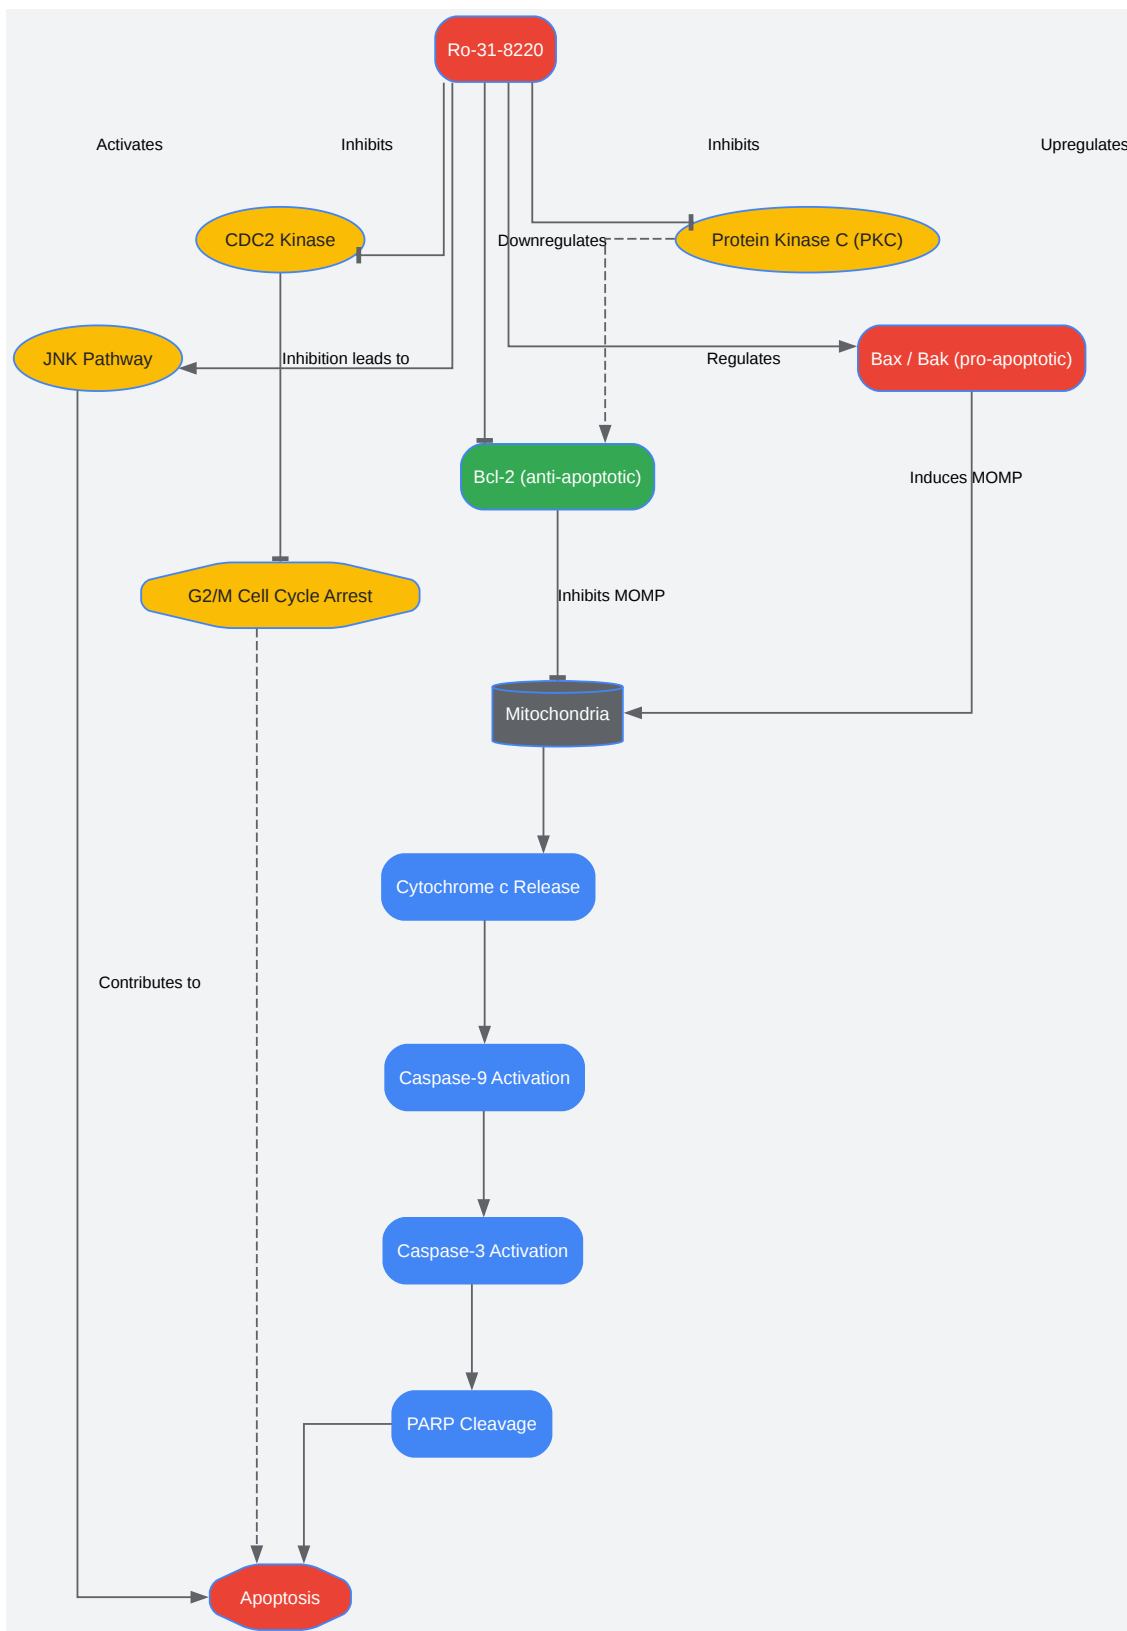 Ro-31-8220
Activates
Inhibits
Inhibits
Upregulates
CDC2 Kinase
Downregulates
Protein Kinase C (PKC)
JNK Pathway
Inhibition leads to
Regulates
Bax / Bak (pro-apoptotic)
Bcl-2 (anti-apoptotic)
Induces MOMP
G2/M Cell Cycle Arrest
Inhibits MOMP
Mitochondria
Cytochrome c Release
Contributes to
Caspase-9 Activation
Caspase-3 Activation
PARP Cleavage
Apoptosis